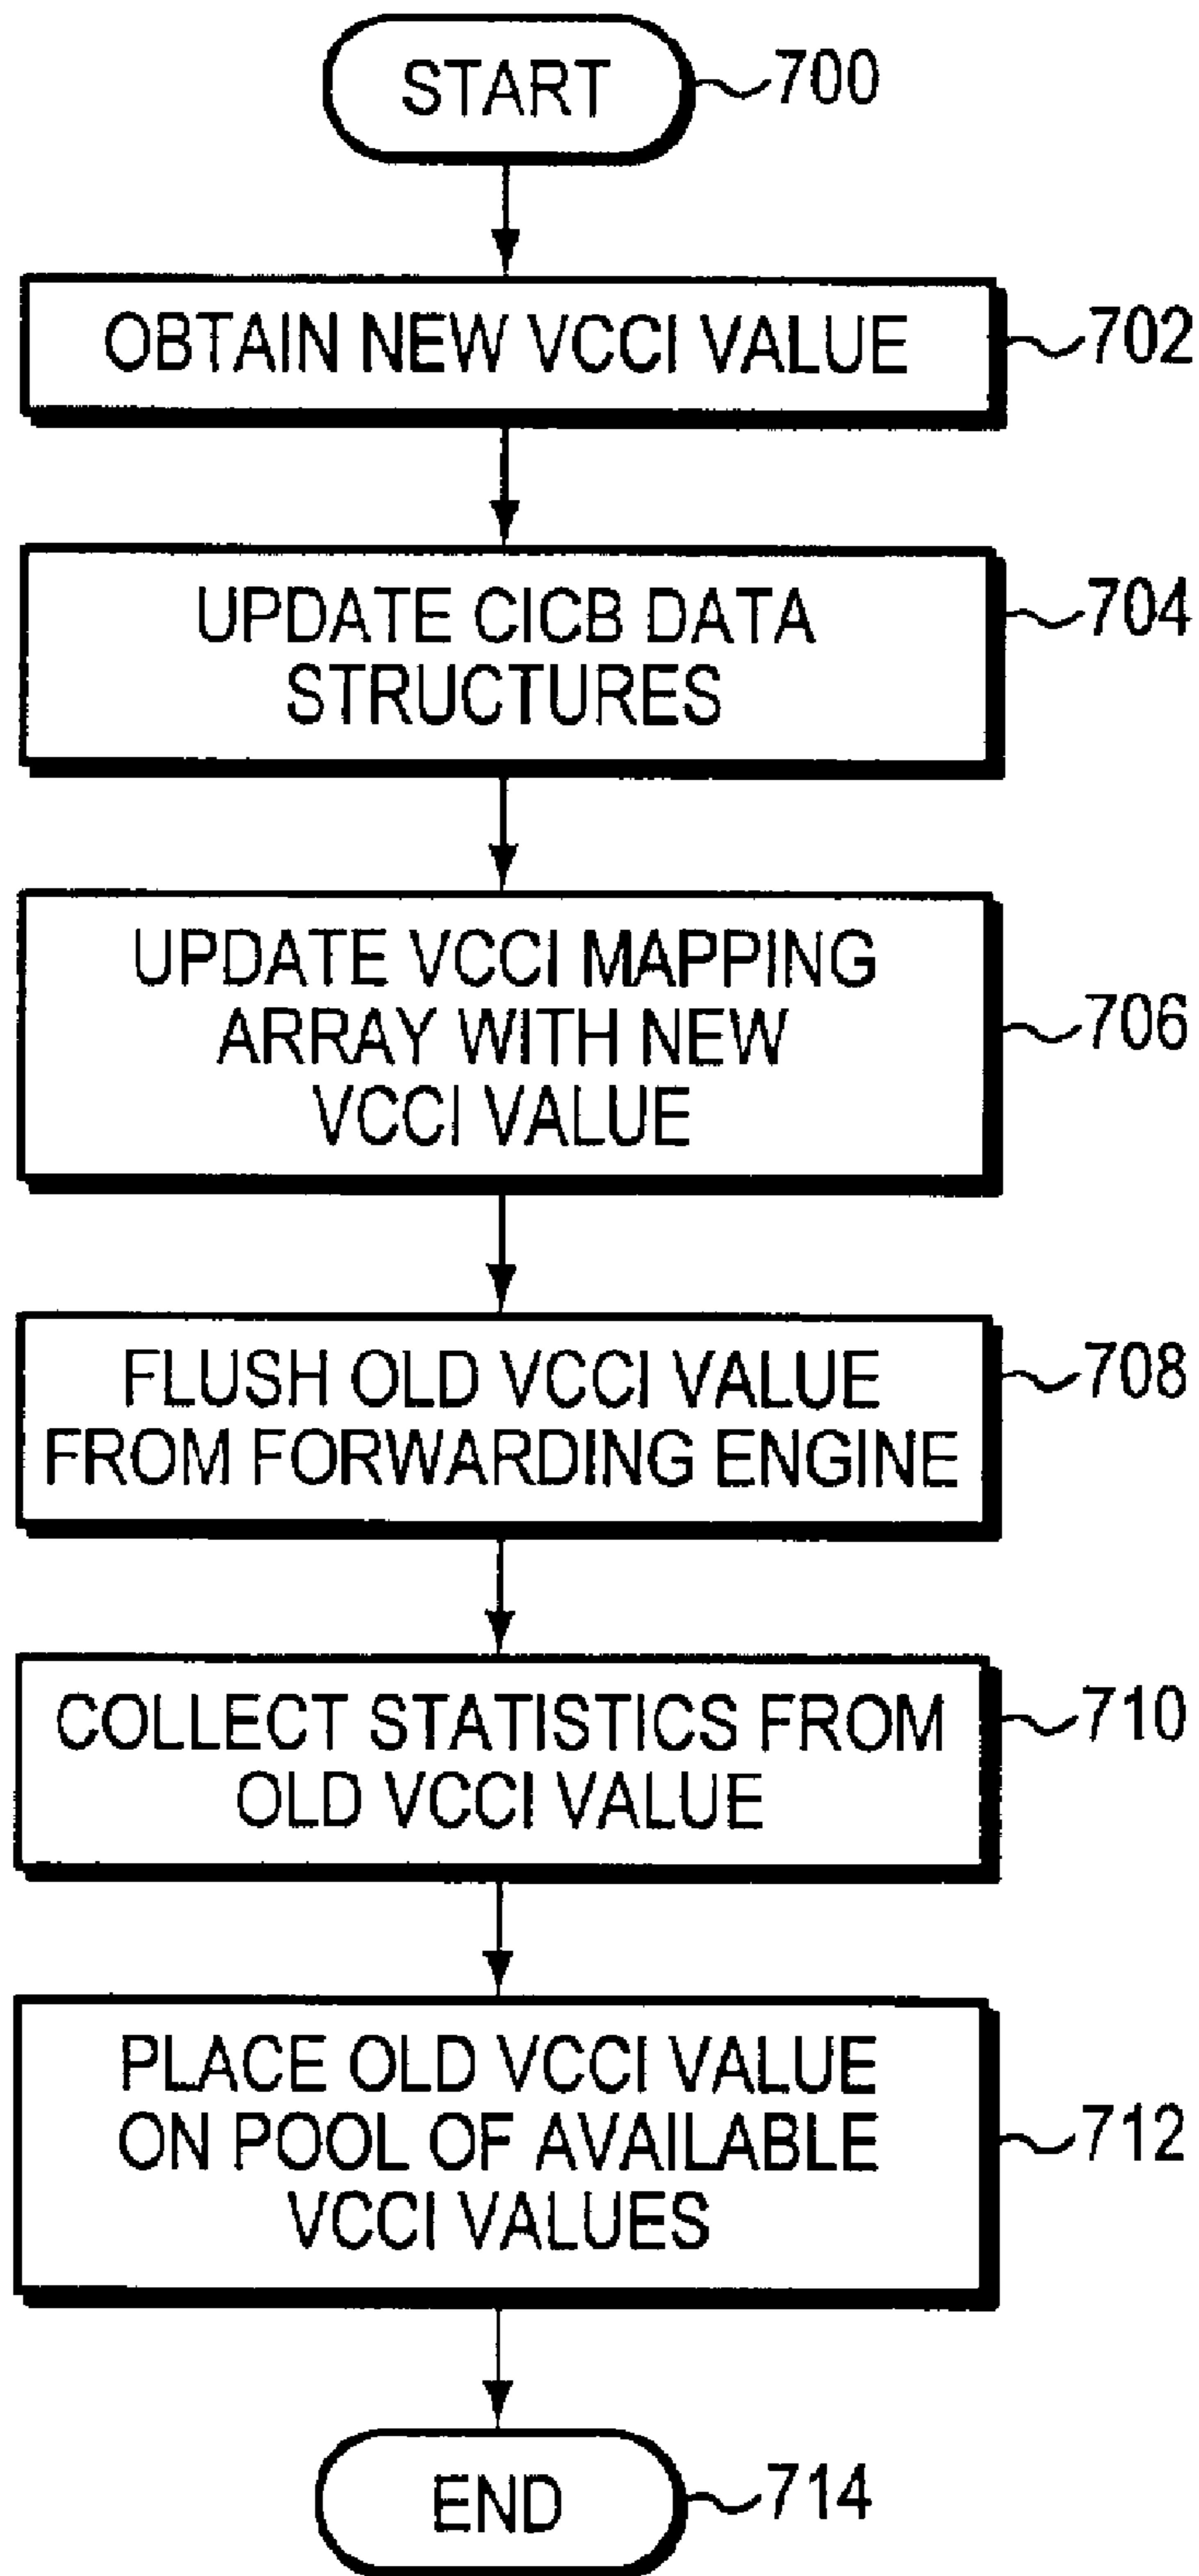 START
700
OBTAIN NEW VCCI VALUE
702
UPDATE CICB DATA
STRUCTURES
704
UPDATE VCCI MAPPING
ARRAY WITH NEW
VCCI VALUE
706
FLUSH OLD VCCI VALUE
FROM FORWARDING ENGINE
708
COLLECT STATISTICS FROM
OLD VCCI VALUE
710
PLACE OLD VCCI VALUE
ON POOL OF AVAILABLE
VCCI VALUES
712
END
714